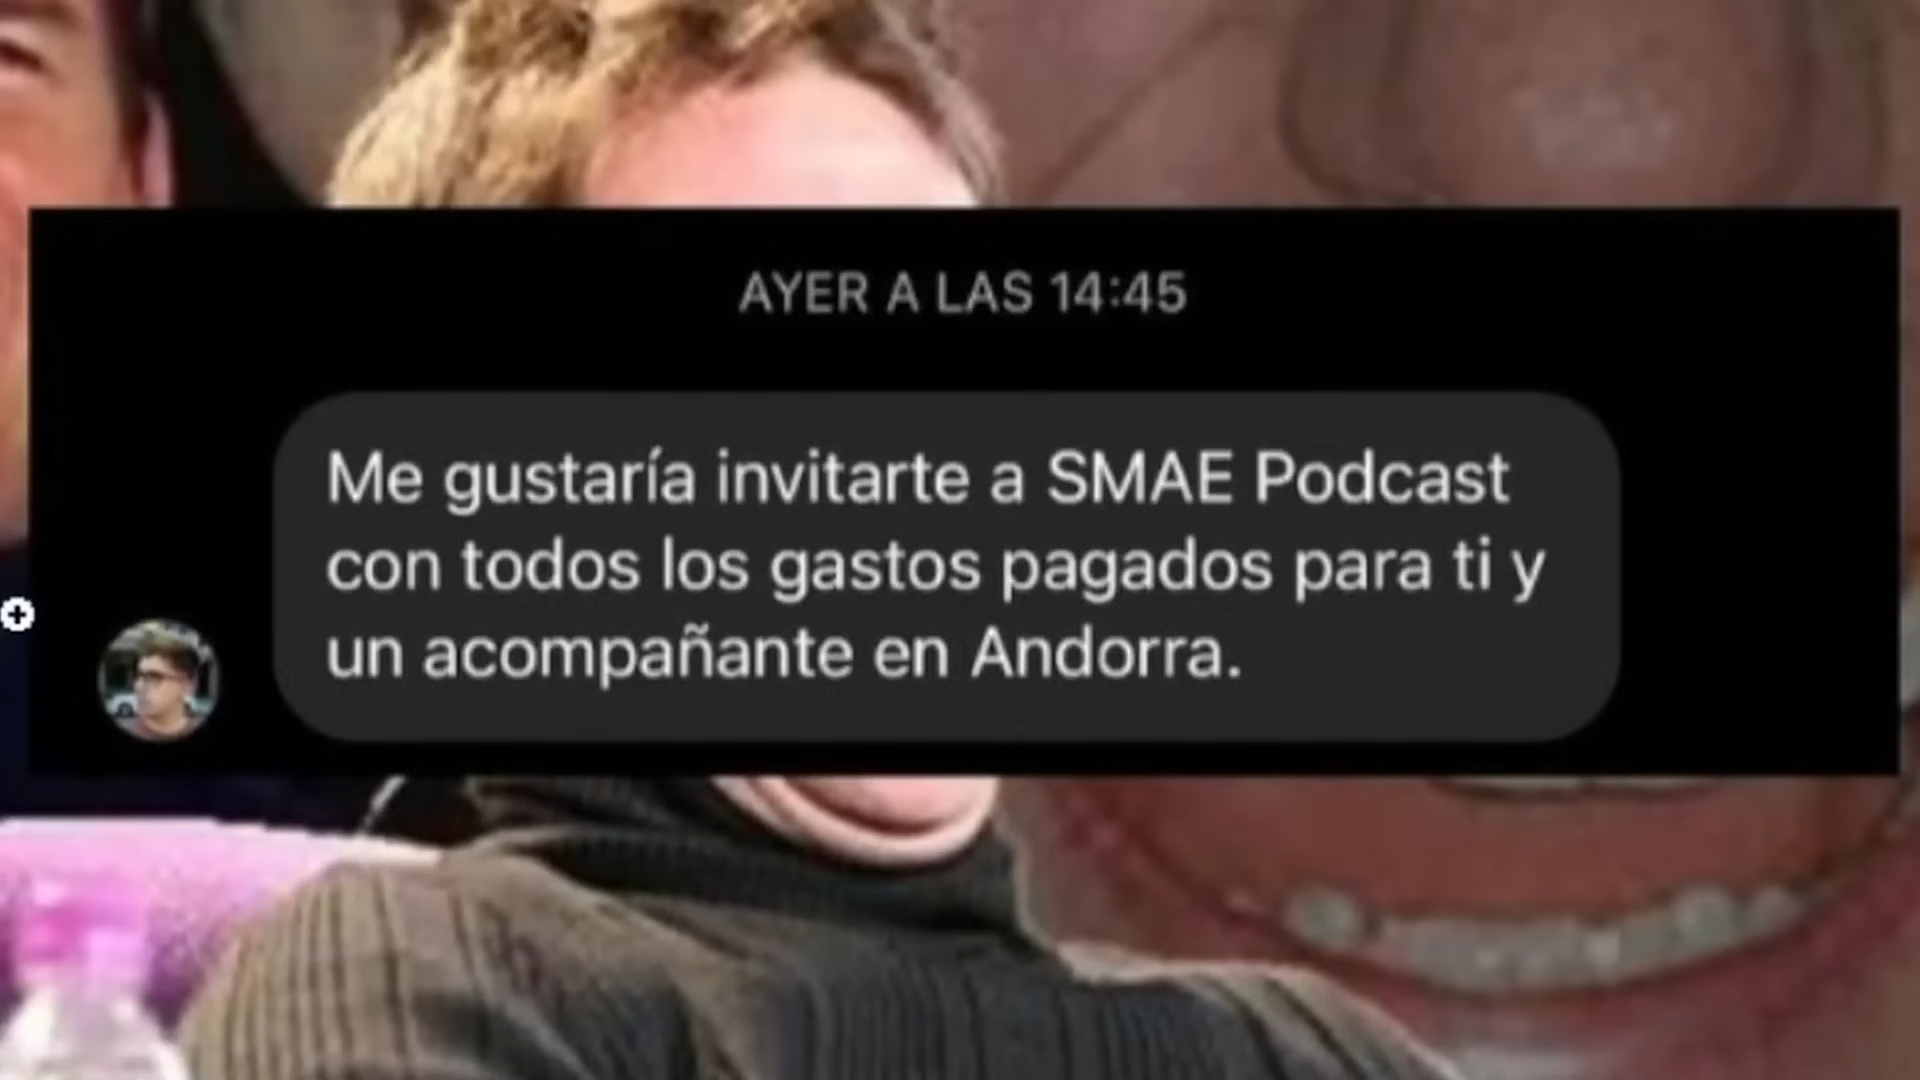 AYER A LAS 14:45
Me gustaría invitarte a SMAE Podcast
con todos los gastos pagados para ti y
un acompañante en Andorra.